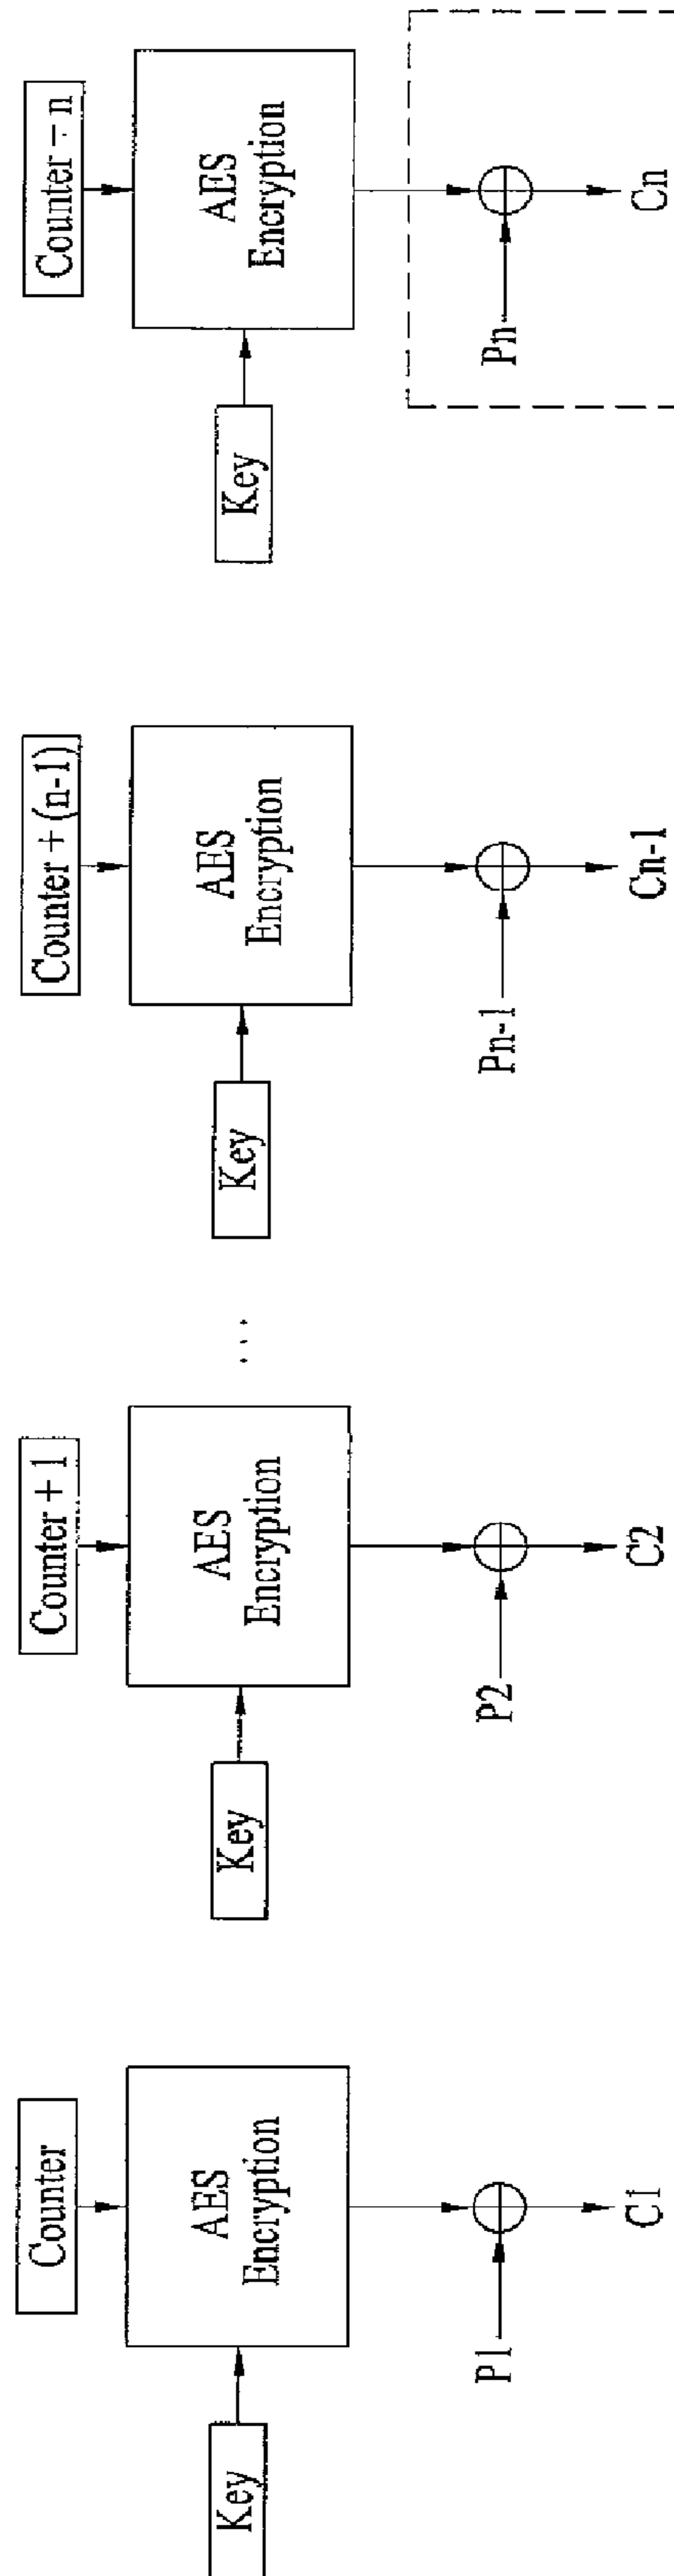 Counter
Key
AES
Encryption
P1
C1
Counter + 1
Key
AES
Encryption
P2
C2
...
Counter + (n-1)
Key
AES
Encryption
Pn-1
Cn-1
Counter - n
Key
AES
Encryption
Pn
Cn